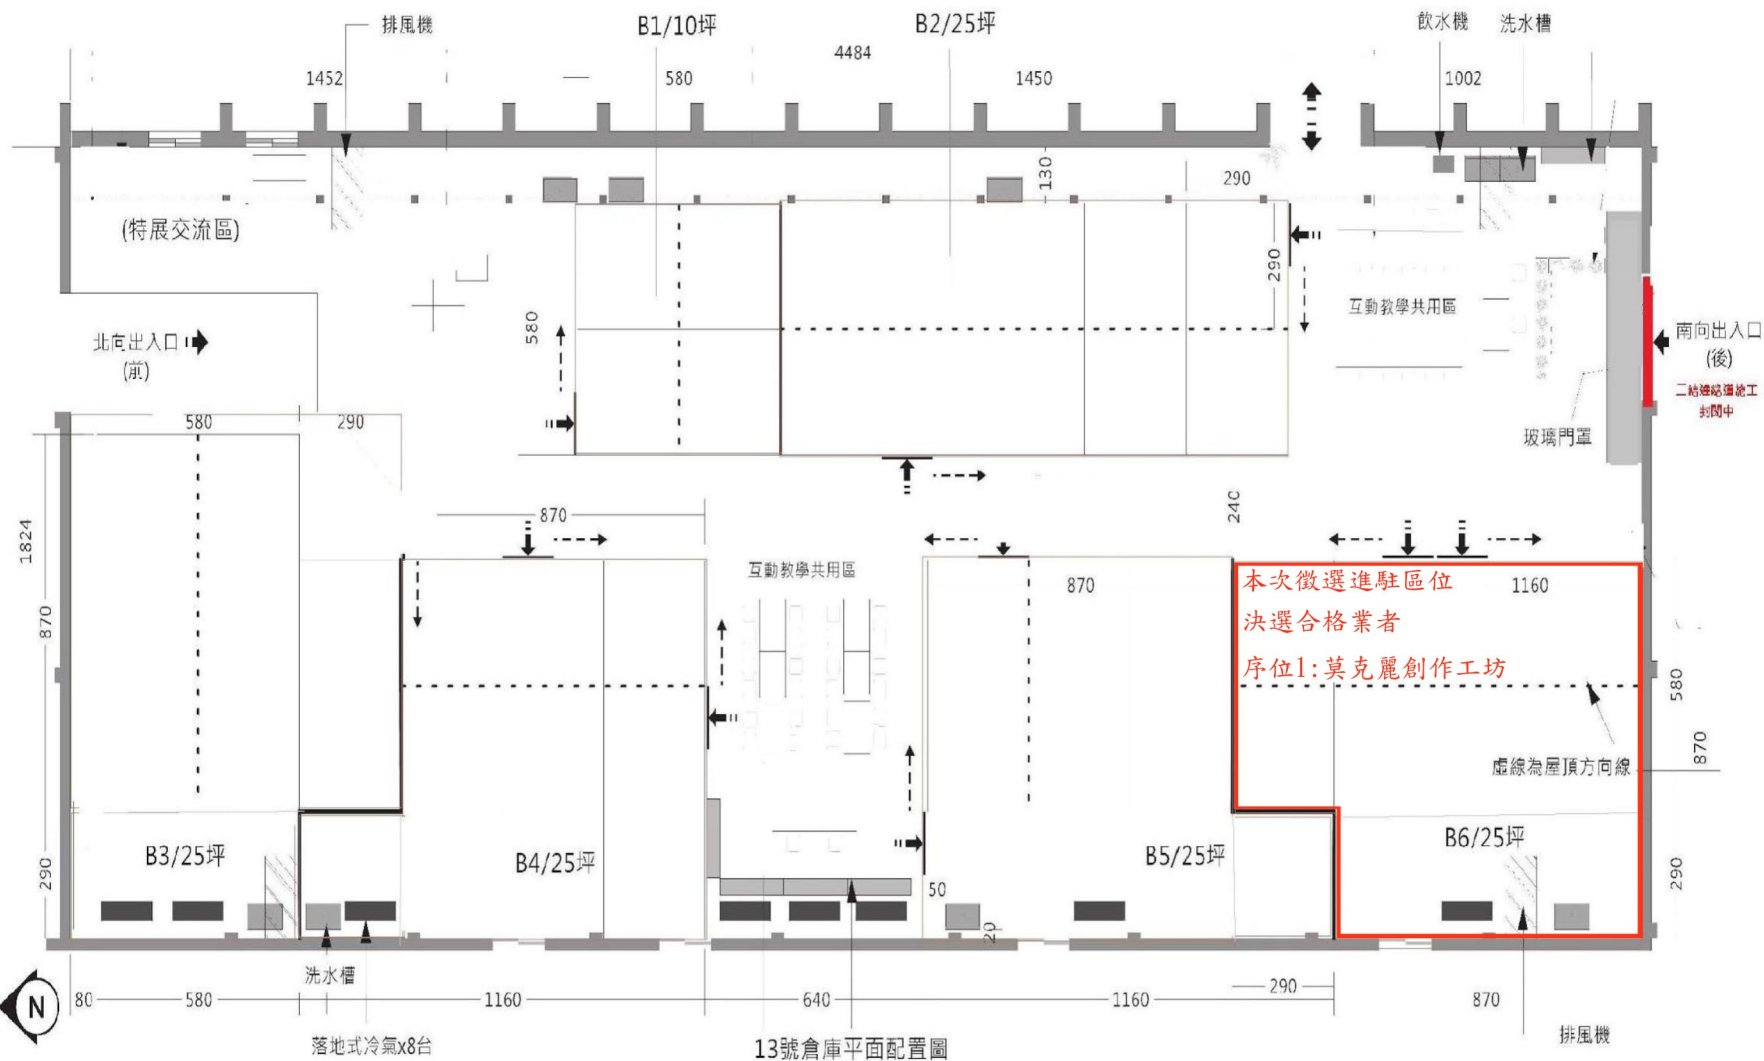 排風機
B1/10坪
B2/25坪
飲水機
洗水槽
4484
1452
580
1450
1002
130
290
(特展交流區)
290
580
互動教學共用區
北向出入口
(前)
南向出入口
(後)
封閉中
玻璃門罩
580
290
870
240
1824
互動教學共用區
870
本次徵選進駐區位
1160
決選合格業者
序位1:莫克麗創作工坊
870
580
870
虛線為屋頂方向線
B3/25坪
B4/25坪
B5/25坪
B6/25坪
290
50
290
20
洗水槽
N
80
580
1160
640
1160
290
870
落地式冷氣x8台
13號倉庫平面配置圖
排風機